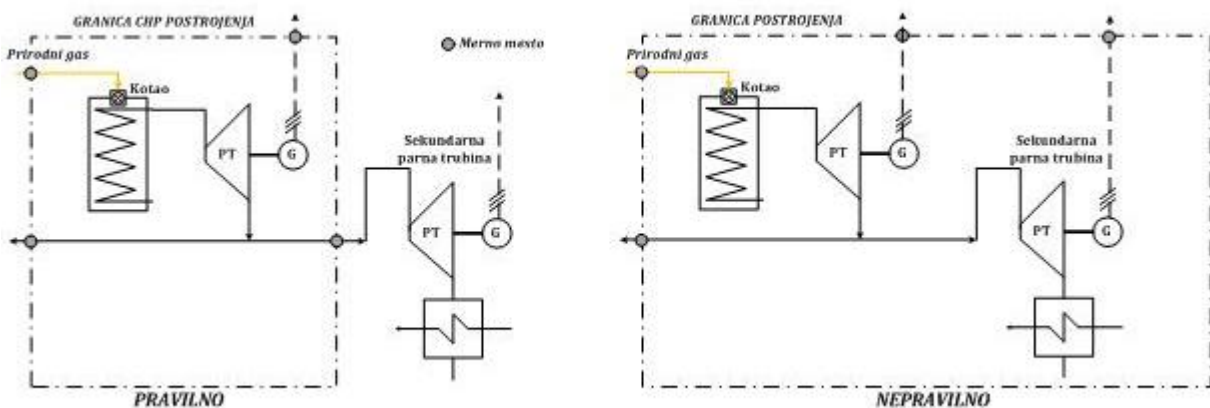 GRANICA CHP POSTROJENJA
Prirodni gas
Merno mesto
Kotao
PT
G
Sekundarna
parna trubina
PT
G
PRAVILNO
GRANICA POSTROJENJA
Prirodni gas
Kotao
PT
G
Sekundarna
parna trubina
PT
G
NEPRAVILNO